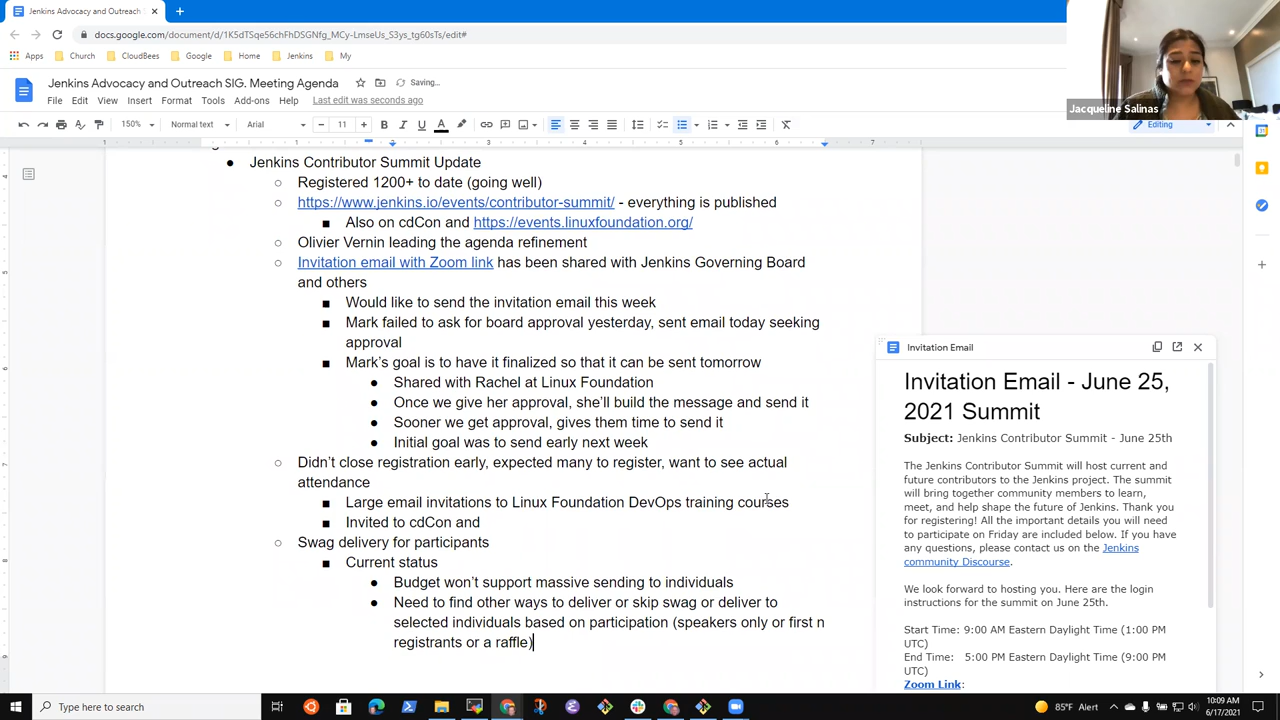 Jenkins Advocacy and Outreach S
docs.google.com/document/d/1K5dTSqe56chFhDSGNfg_MCy-LmseUs_S3ys_tg60sTs/edit#
Apps Church CloudBees Google Hosting Jenkins My
Jenkins Advocacy and Outreach SIG. Meeting Agenda Saving...
File Edit View Insert Format Tools Add-ons Help Last edit was seconds ago
Jacqueline Salinas
150% Normal text Arial 11 Editing
1 2 3 4 5 6 7
Jenkins Contributor Summit Update
Registered 1200+ to date (going well)
https://www.jenkins.io/events/contributor-summit/ - everything is published
Also on cdCon and https://events.linuxfoundation.org/
Olivier Vernin leading the agenda refinement
Invitation email with Zoom link has been shared with Jenkins Governing Board
and others
Would like to send the invitation email this week
Mark failed to ask for board approval yesterday, sent email today seeking
approval
Mark's goal is to have it finalized so that it can be sent tomorrow
Shared with Rachel at Linux Foundation
Once we give her approval, she'll build the message and send it
Sooner we get approval, gives them time to send it
Initial goal was to send early next week
Didn't close registration early, expected many to register, want to see actual
attendance
Large email invitations to Linux Foundation DevOps training courses
Invited to cdCon and
Swag delivery for participants
Current status
Budget won't support massive sending to individuals
Need to find other ways to deliver or skip swag or deliver to
selected individuals based on participation (speakers only or first n
registrants or a raffle)
Invitation Email
Invitation Email - June 25,
2021 Summit
Subject: Jenkins Contributor Summit - June 25th
The Jenkins Contributor Summit will host current and
future contributors to the Jenkins project. The summit
will bring together community members to learn,
meet, and help shape the future of Jenkins. Thank you
for registering! All the important details you will need
to participate on Friday are included below. If you have
any questions, please contact us on the Jenkins
community Discourse.
We look forward to hosting you. Here are the login
instructions for the summit on June 25th.
Start Time: 9:00 AM Eastern Daylight Time (1:00 PM
UTC)
End Time: 5:00 PM Eastern Daylight Time (9:00 PM
UTC)
Zoom Link:
Type here to search
85°F Alert
10:09 AM
6/17/2021